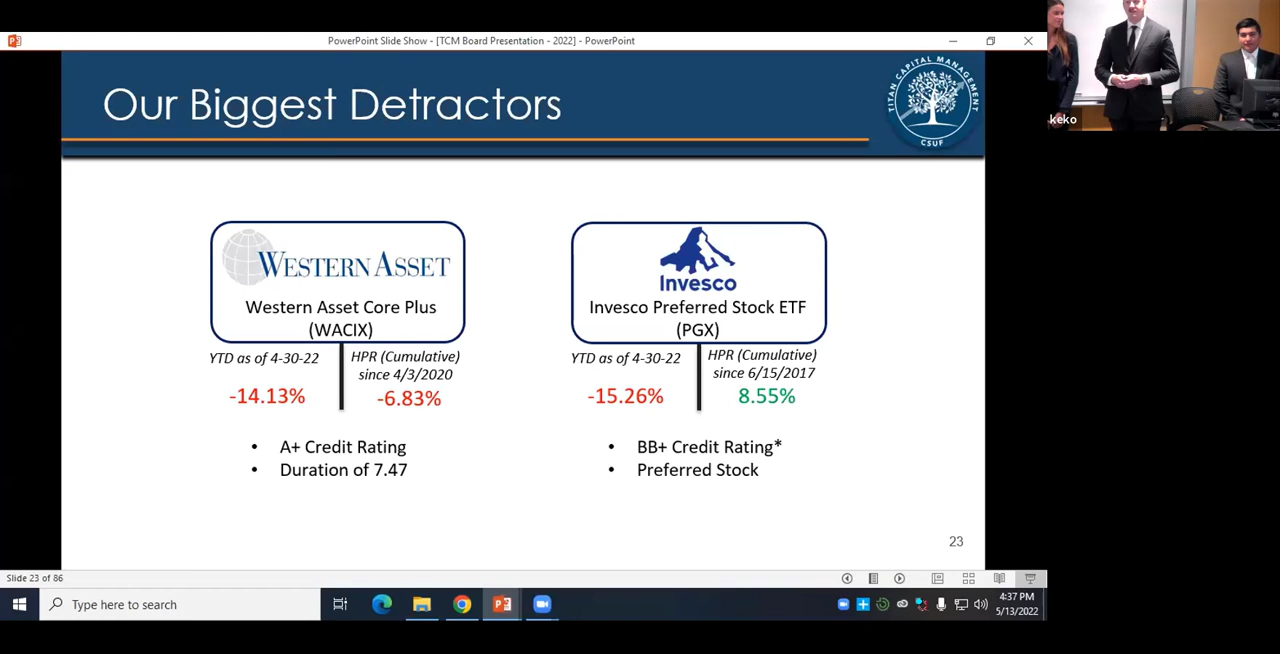 PowerPoint Slide Show - [TCM Board Presentation - 2022] - PowerPoint
Our Biggest Detractors
TITAN CAPITAL MANAGEMENT
CSUF
keko
WESTERN ASSET
Western Asset Core Plus
(WACIX)
YTD as of 4-30-22
HPR (Cumulative)
since 4/3/2020
-14.13%
-6.83%
• A+ Credit Rating
• Duration of 7.47
Invesco
Invesco Preferred Stock ETF
(PGX)
YTD as of 4-30-22
HPR (Cumulative)
since 6/15/2017
-15.26%
8.55%
• BB+ Credit Rating*
• Preferred Stock
23
Slide 23 of 86
Type here to search
4:37 PM
5/13/2022